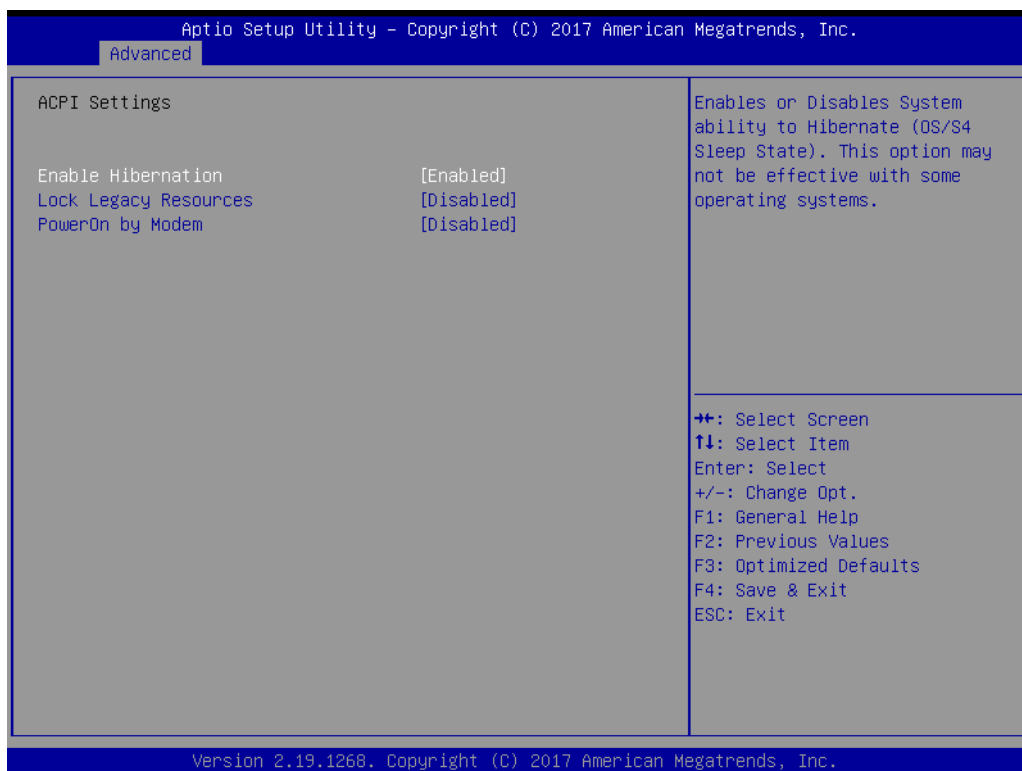 Aptio Setup Utility – Copyright (C) 2017 American Megatrends, Inc.
Advanced
ACPI Settings
Enable Hibernation [Enabled]
Lock Legacy Resources [Disabled]
PowerOn by Modem [Disabled]
Enables or Disables System
ability to Hibernate (OS/S4
Sleep State). This option may
not be effective with some
operating systems.
→←: Select Screen
↑↓: Select Item
Enter: Select
+/-: Change Opt.
F1: General Help
F2: Previous Values
F3: Optimized Defaults
F4: Save & Exit
ESC: Exit
Version 2.19.1268. Copyright (C) 2017 American Megatrends, Inc.